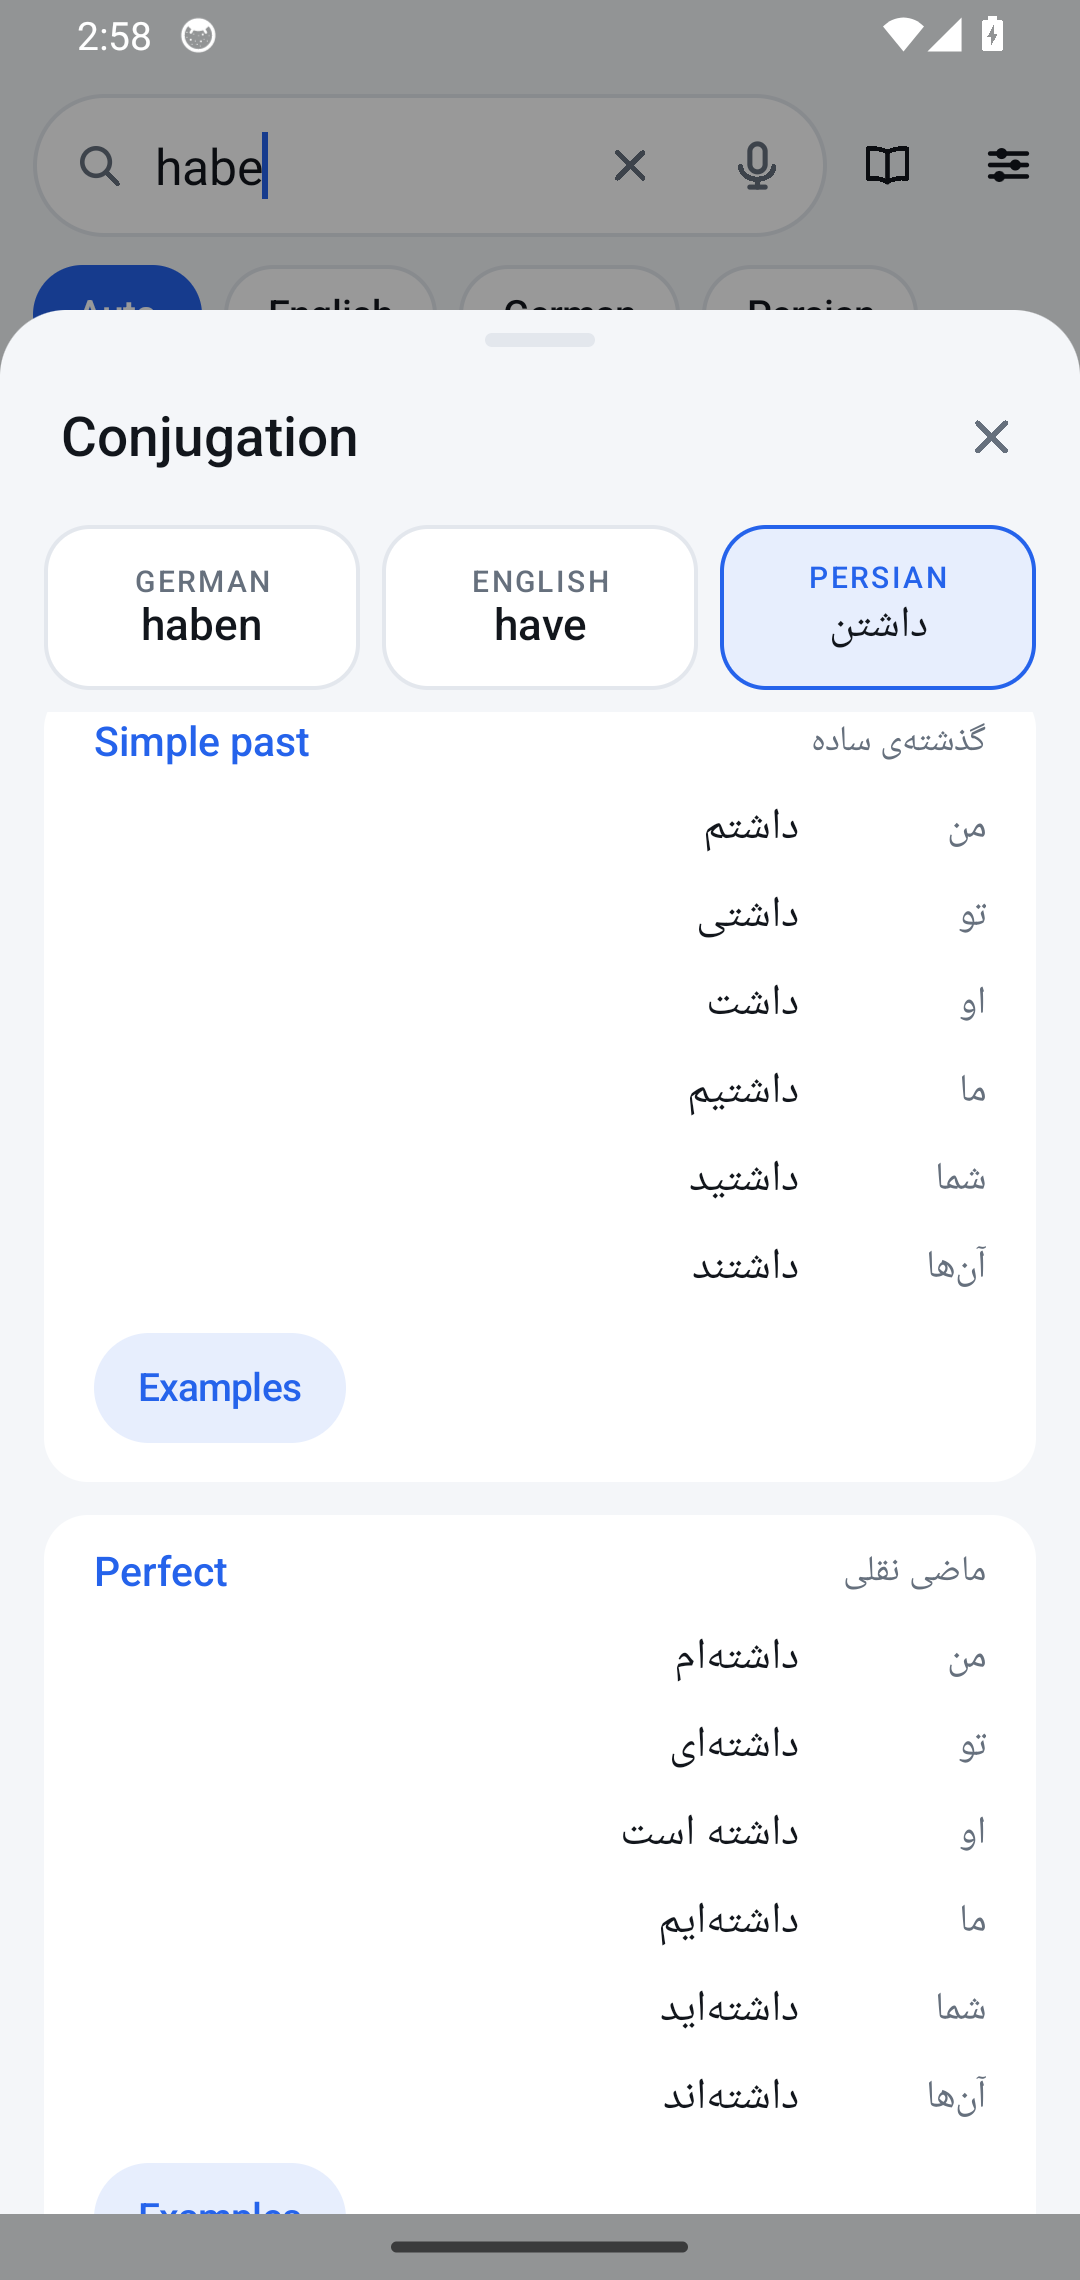 2:58
habe
Auto English German Persian
Conjugation
GERMAN
haben
ENGLISH
have
PERSIAN
داشتن
Simple past
گذشته‌ی ساده
من داشتم
تو داشتی
او داشت
ما داشتیم
شما داشتید
آن‌ها داشتند
Examples
Perfect
ماضی نقلی
من داشته‌ام
تو داشته‌ای
او داشته است
ما داشته‌ایم
شما داشته‌اید
آن‌ها داشته‌اند
Examples